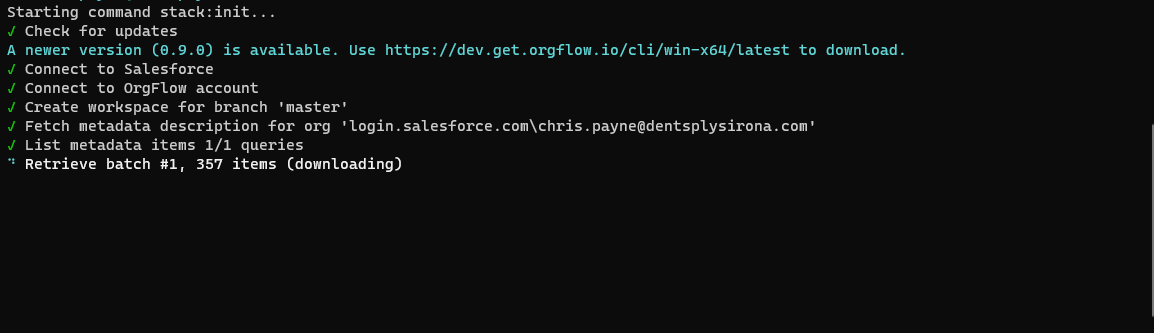 Starting command stack:init...
√ Check for updates
A newer version (0.9.0) is available. Use https://dev.get.orgflow.io/cli/win-x64/latest to download.
√ Connect to Salesforce
√ Connect to OrgFlow account
√ Create workspace for branch 'master'
√ Fetch metadata description for org 'login.salesforce.com\chris.payne@dentsplysirona.com'
√ List metadata items 1/1 queries
Retrieve batch #1, 357 items (downloading)